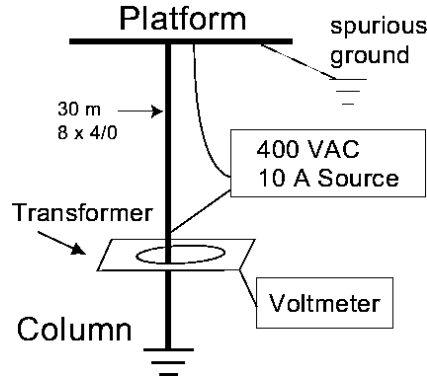 Platform
spurious
ground
30 m
8 x 4/0
400 VAC
10 A Source
Transformer
Voltmeter
Column